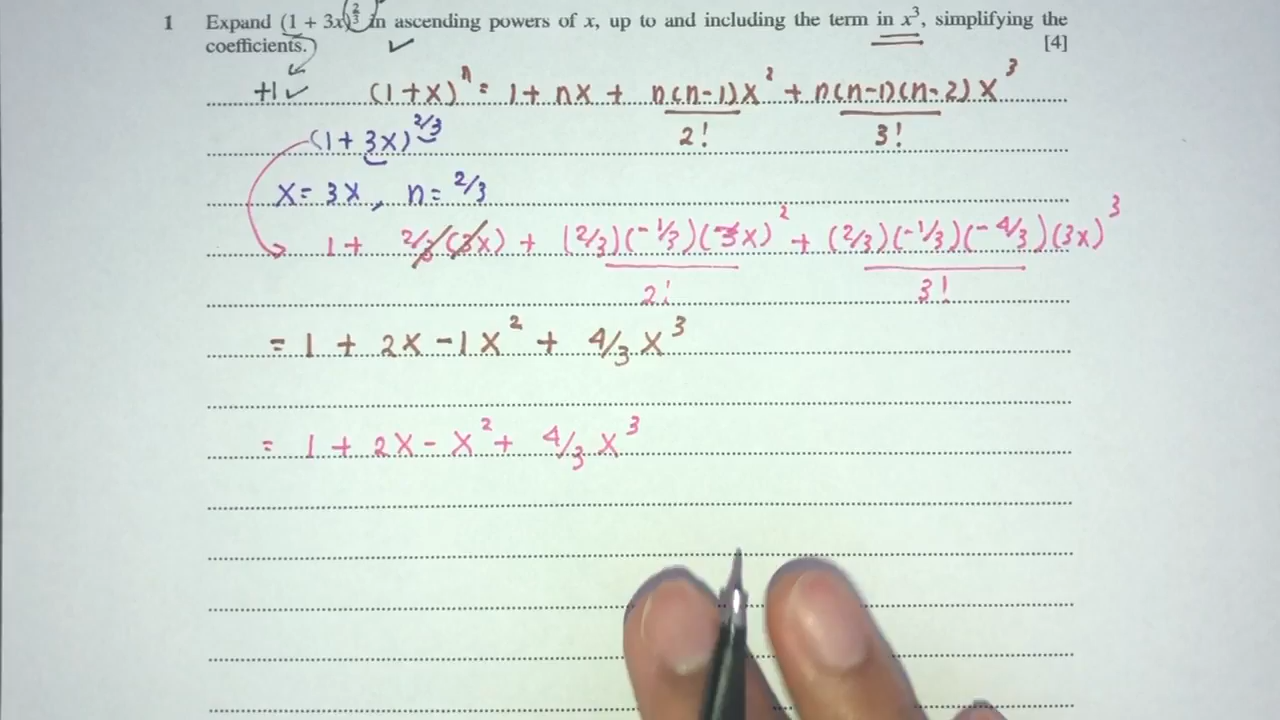 1 Expand (1 + 3x)^{2/3} in ascending powers of x, up to and including the term in x³, simplifying the
coefficients. [4]
+1 ✓ (1+x)^n = 1 + nx + n(n-1)x²/2! + n(n-1)(n-2)x³/3!
(1 + 3x)^{2/3}
x = 3x, n = 2/3
1 + 2/3(3x) + (2/3)(-1/3)(3x)²/2! + (2/3)(-1/3)(-4/3)(3x)³/3!
= 1 + 2x - 1x² + 4/3 x³
= 1 + 2x - x² + 4/3 x³